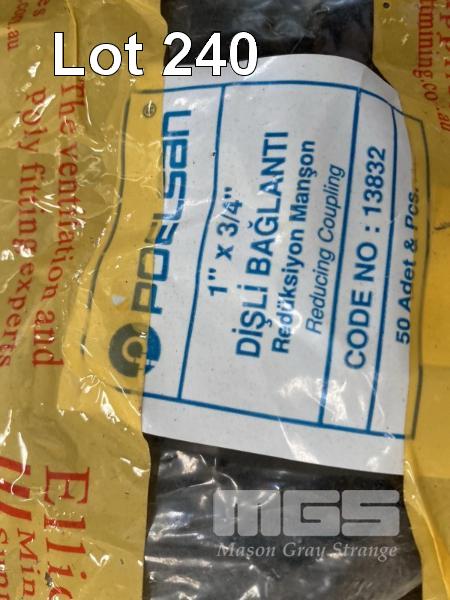 Lot 240
POELSAN
1" x 3/4"
DİŞLİ BAĞLANTI
Redüksiyon Manşon
Reducing Coupling
CODE NO : 13832
50 Adet & Pcs.
The ventilation and
poly fitting experts
MGS
Mason Gray Strange